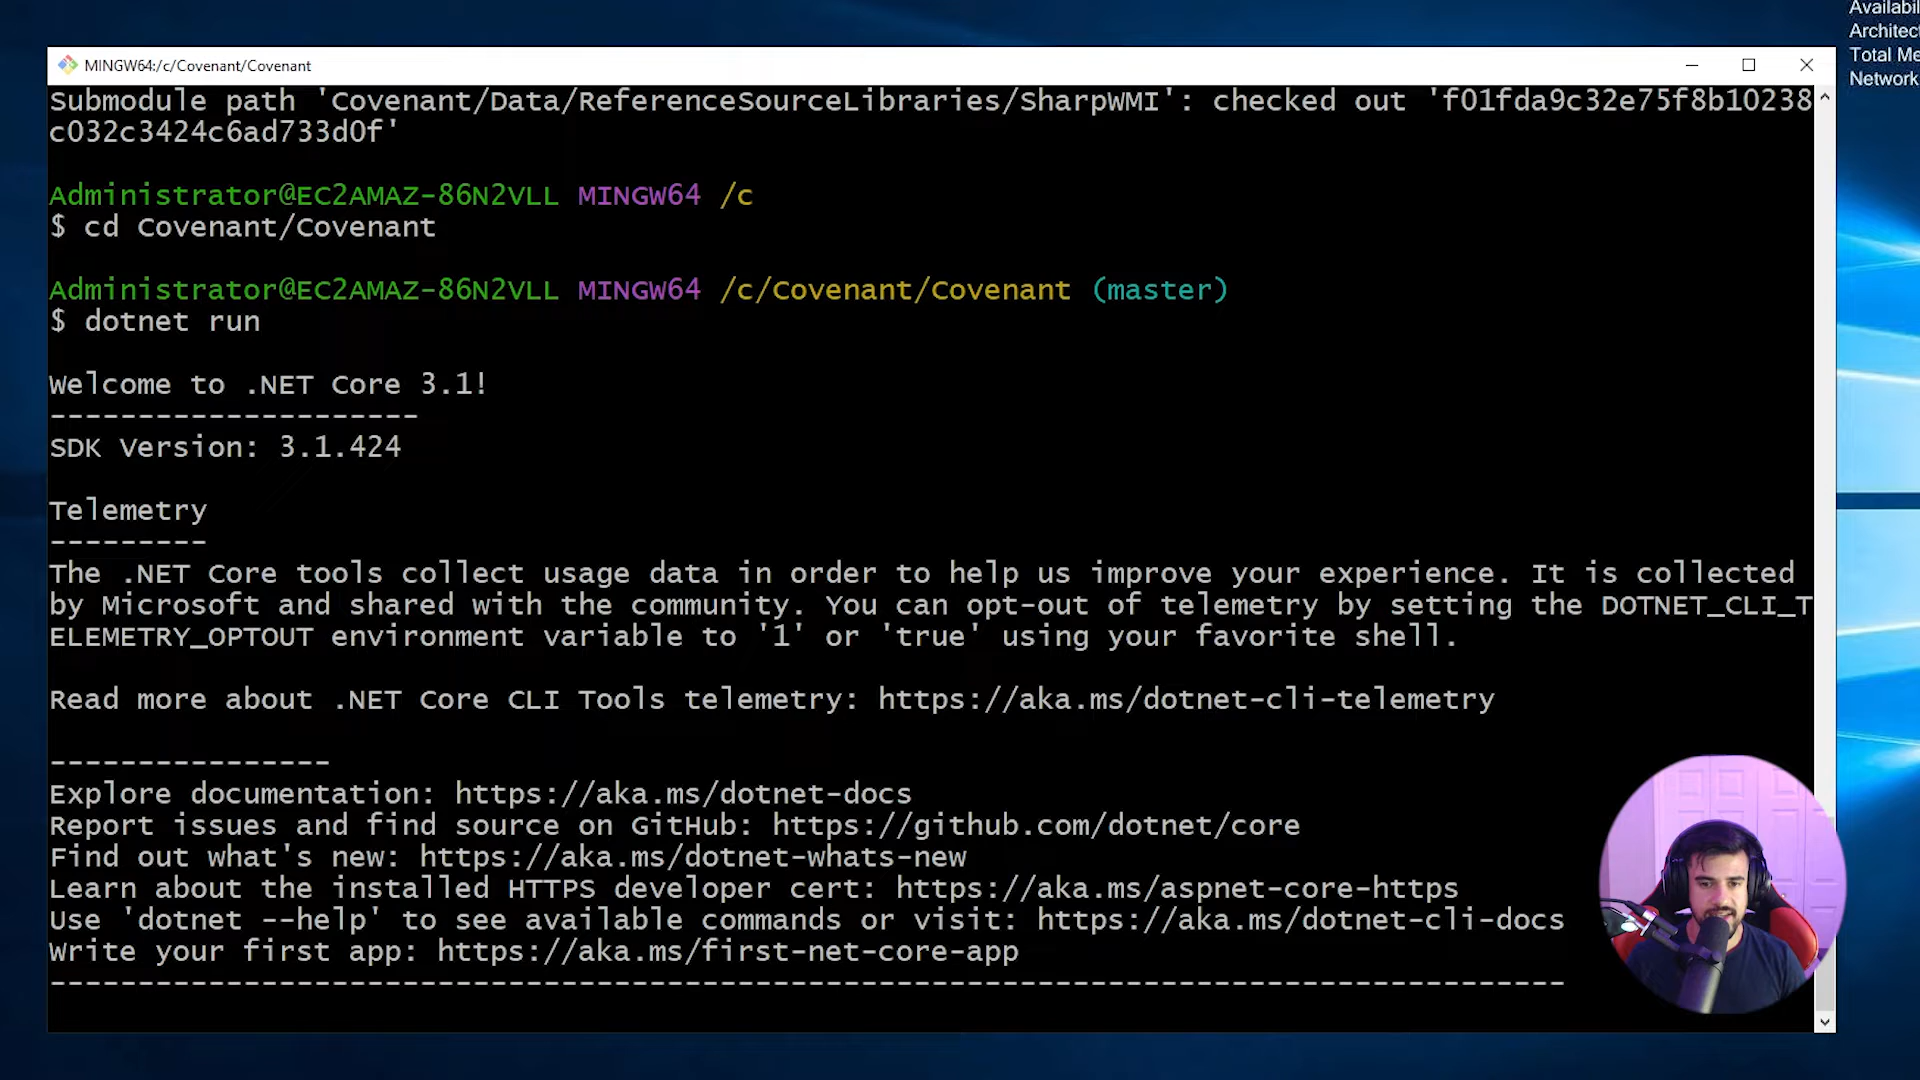 Availabi
Architec
Total Me
Network
MINGW64:/c/Covenant/Covenant
Submodule path 'Covenant/Data/ReferenceSourceLibraries/SharpWMI': checked out 'f01fda9c32e75f8b10238
c032c3424c6ad733d0f'
Administrator@EC2AMAZ-86N2VLL MINGW64 /c
$ cd Covenant/Covenant
Administrator@EC2AMAZ-86N2VLL MINGW64 /c/Covenant/Covenant (master)
$ dotnet run
Welcome to .NET Core 3.1!
---------------------
SDK Version: 3.1.424
Telemetry
---------
The .NET Core tools collect usage data in order to help us improve your experience. It is collected
by Microsoft and shared with the community. You can opt-out of telemetry by setting the DOTNET_CLI_T
ELEMETRY_OPTOUT environment variable to '1' or 'true' using your favorite shell.
Read more about .NET Core CLI Tools telemetry: https://aka.ms/dotnet-cli-telemetry
----------------
Explore documentation: https://aka.ms/dotnet-docs
Report issues and find source on GitHub: https://github.com/dotnet/core
Find out what's new: https://aka.ms/dotnet-whats-new
Learn about the installed HTTPS developer cert: https://aka.ms/aspnet-core-https
Use 'dotnet --help' to see available commands or visit: https://aka.ms/dotnet-cli-docs
Write your first app: https://aka.ms/first-net-core-app
--------------------------------------------------------------------------------------